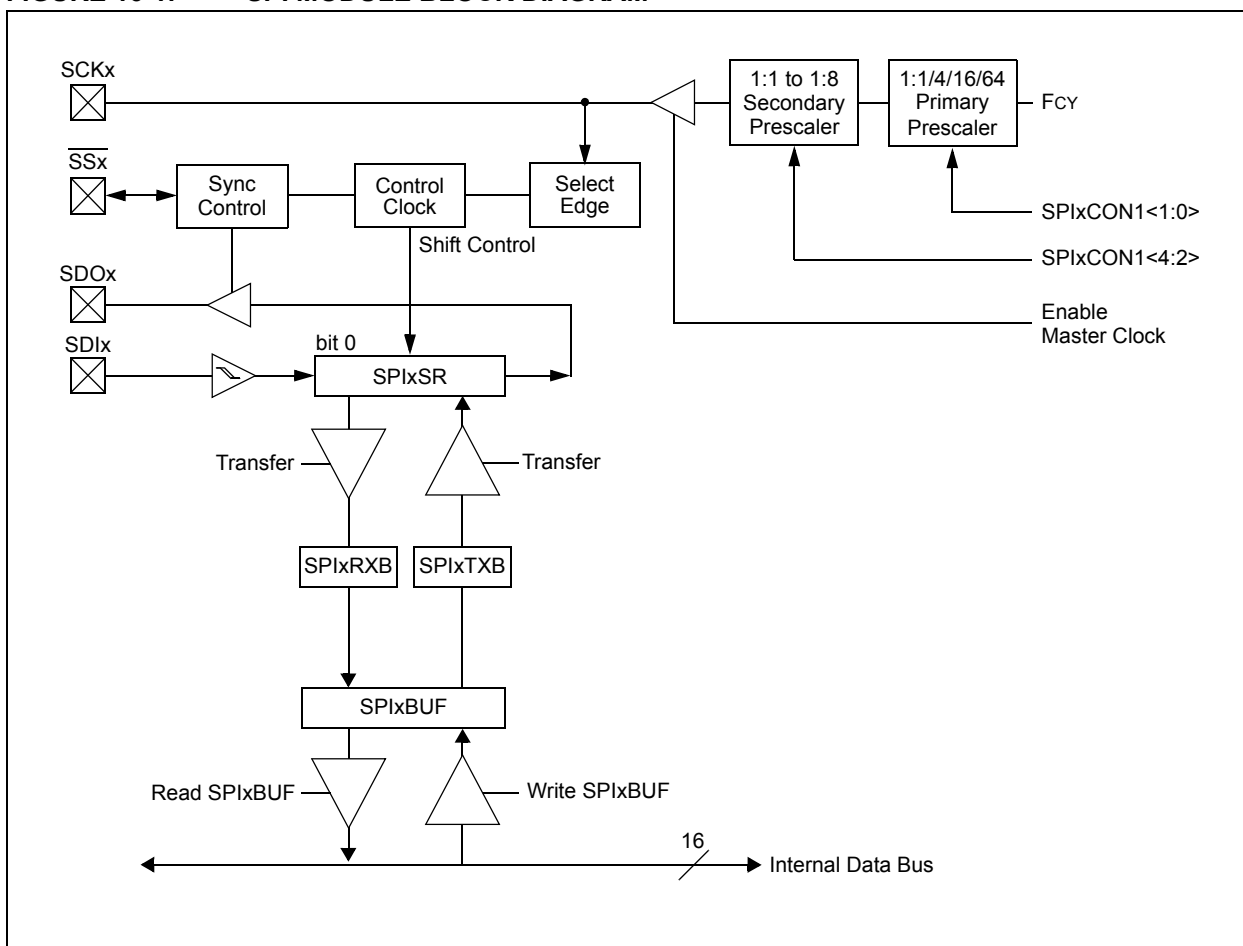 SCKx
SSx
SDOx
SDIx
Sync
Control
Control
Clock
Select
Edge
Shift Control
1:1 to 1:8
Secondary
Prescaler
1:1/4/16/64
Primary
Prescaler
FCY
SPIxCON1<1:0>
SPIxCON1<4:2>
Enable
Master Clock
bit 0
SPIxSR
Transfer
Transfer
SPIxRXB
SPIxTXB
SPIxBUF
Read SPIxBUF
Write SPIxBUF
16
Internal Data Bus